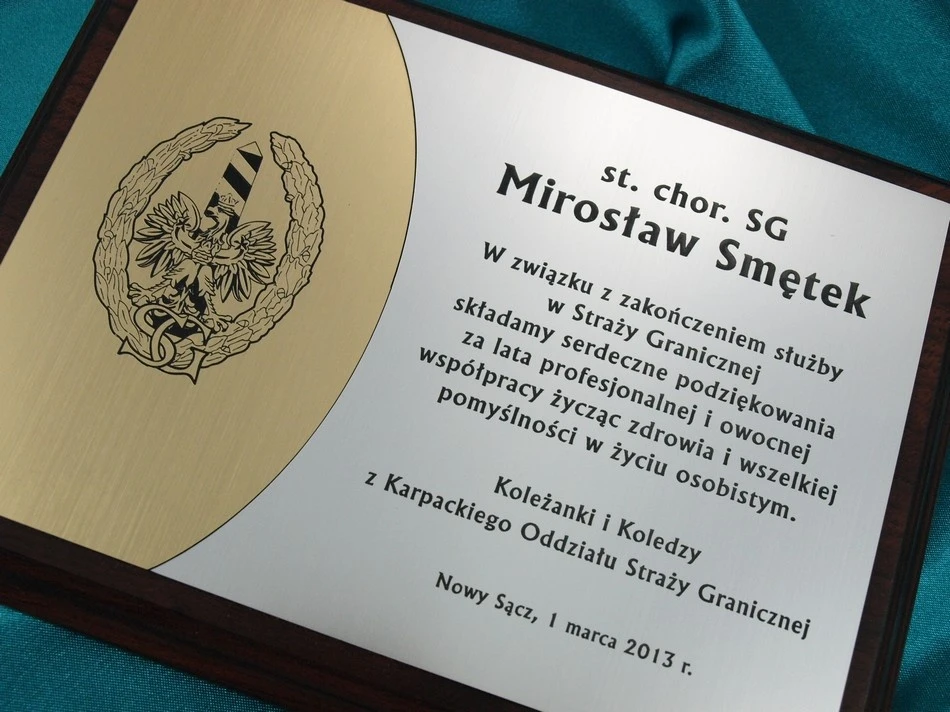 st. chor. SG
Mirosław Smętek
W związku z zakończeniem służby
w Straży Granicznej
składamy serdeczne podziękowania
za lata profesjonalnej i owocnej
współpracy życząc zdrowia i wszelkiej
pomyślności w życiu osobistym.
Koleżanki i Koledzy
z Karpackiego Oddziału Straży Granicznej
Nowy Sącz, 1 marca 2013 r.